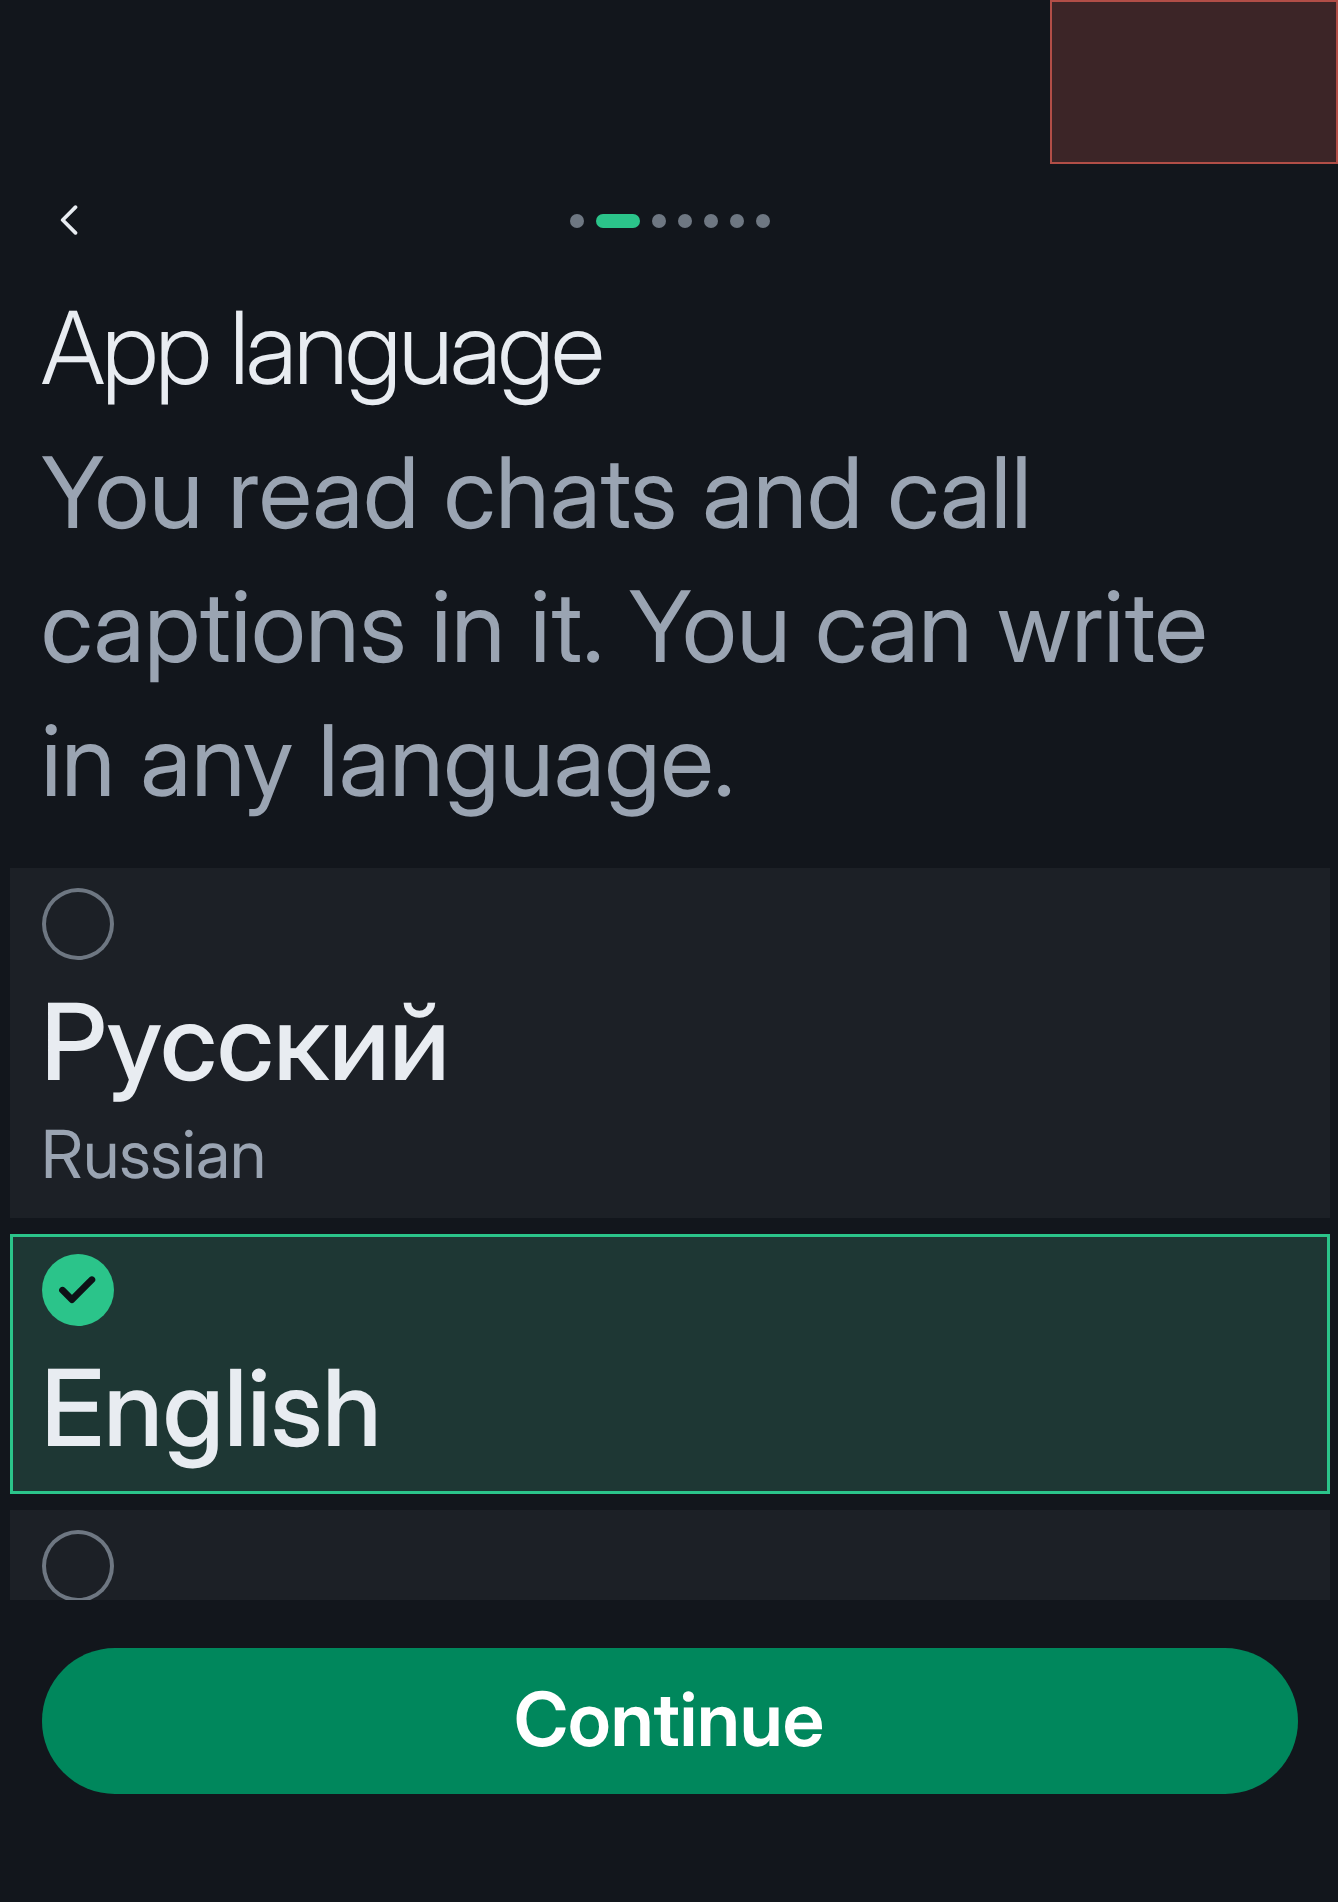 App language
You read chats and call
captions in it. You can write
in any language.
Русский
Russian
English
Continue